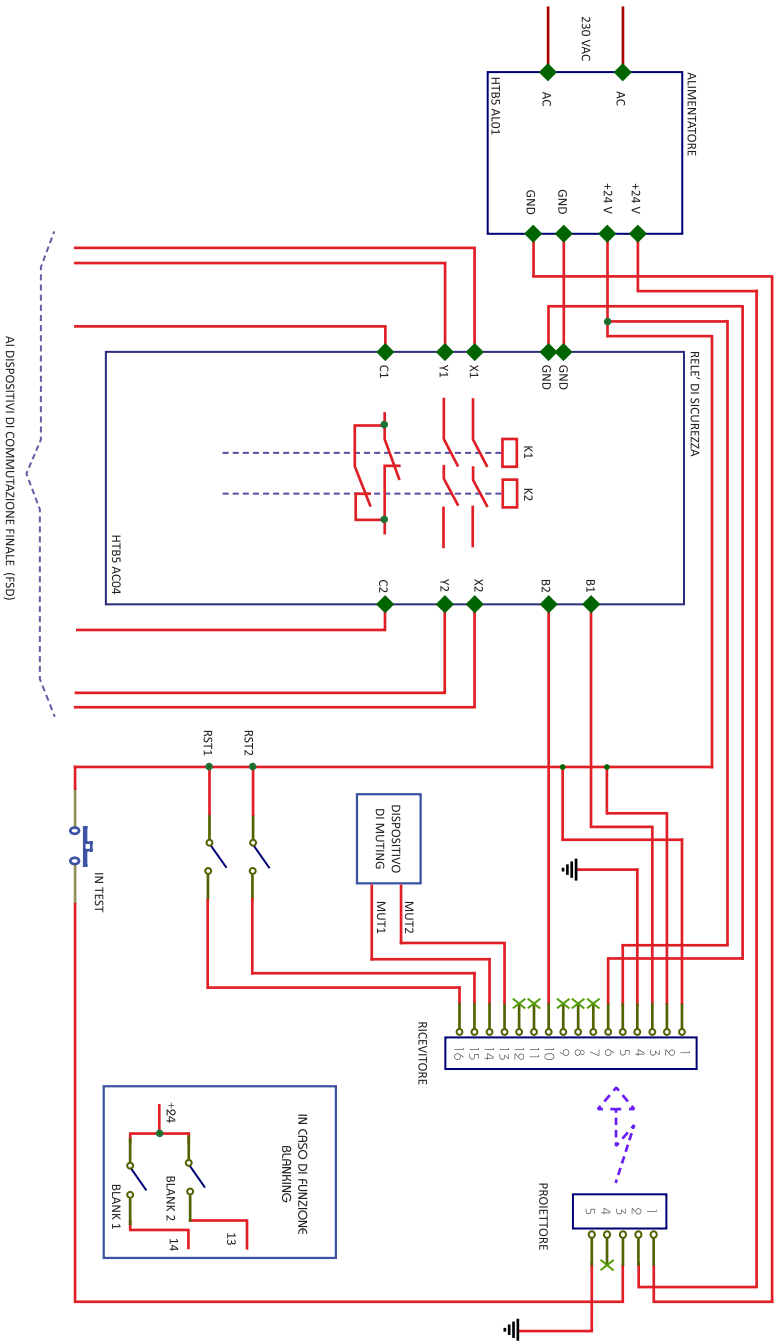 230 VAC
ALIMENTATORE
AC
AC
HTB5 AL01
+24 V
+24 V
GND
GND
RELE' DI SICUREZZA
GND
GND
X1
Y1
C1
K1
K2
HTB5 AC04
B1
B2
X2
Y2
C2
AI DISPOSITIVI DI COMMUTAZIONE FINALE (FSD)
RST2
RST1
IN TEST
DISPOSITIVO
DI MUTING
MUT2
MUT1
RICEVITORE
1
2
3
4
5
6
7
8
9
10
11
12
13
14
15
16
PROIETTORE
1
2
3
4
5
IN CASO DI FUNZIONE
BLANKING
+24
BLANK 2
BLANK 1
13
14